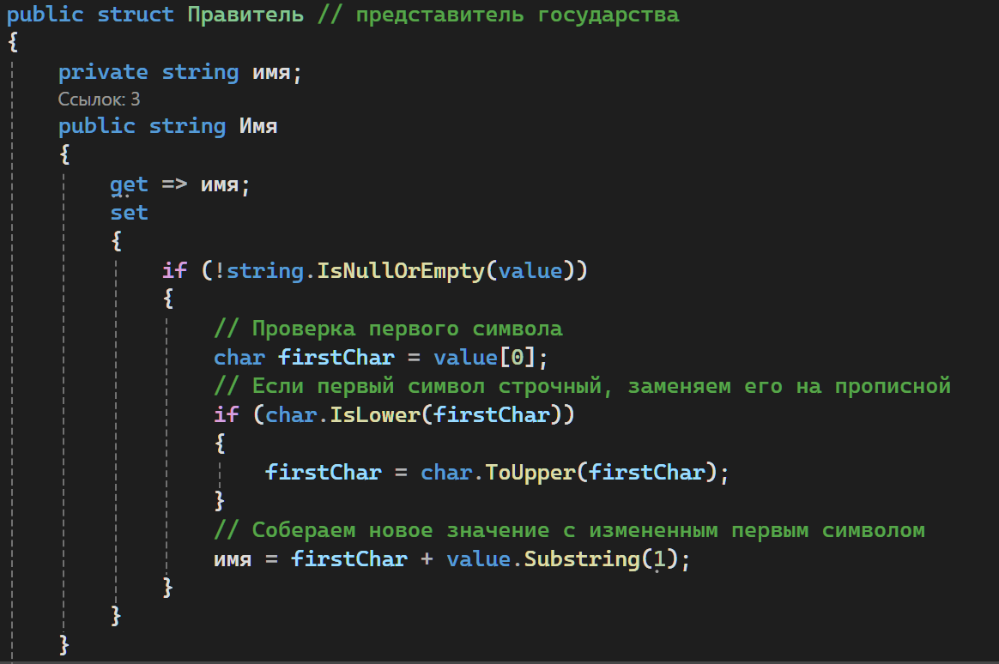 public struct Правитель // представитель государства
{
private string имя;
Ссылок: 3
public string Имя
{
get => имя;
set
{
if (!string.IsNullOrEmpty(value))
{
// Проверка первого символа
char firstChar = value[0];
// Если первый символ строчный, заменяем его на прописной
if (char.IsLower(firstChar))
{
firstChar = char.ToUpper(firstChar);
}
// Собераем новое значение с измененным первым символом
имя = firstChar + value.Substring(1);
}
}
}